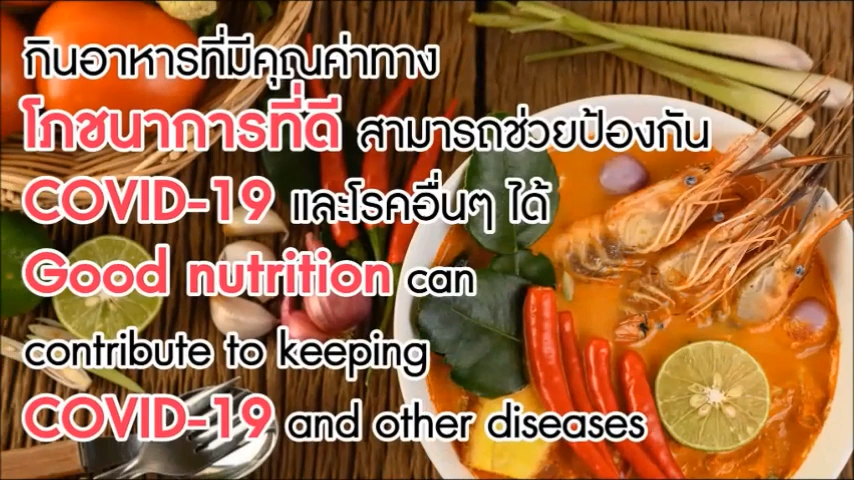 กินอาหารที่มีคุณค่าทาง
โภชนาการที่ดี สามารถช่วยป้องกัน
COVID-19 และโรคอื่นๆ ได้
Good nutrition can
contribute to keeping
COVID-19 and other diseases